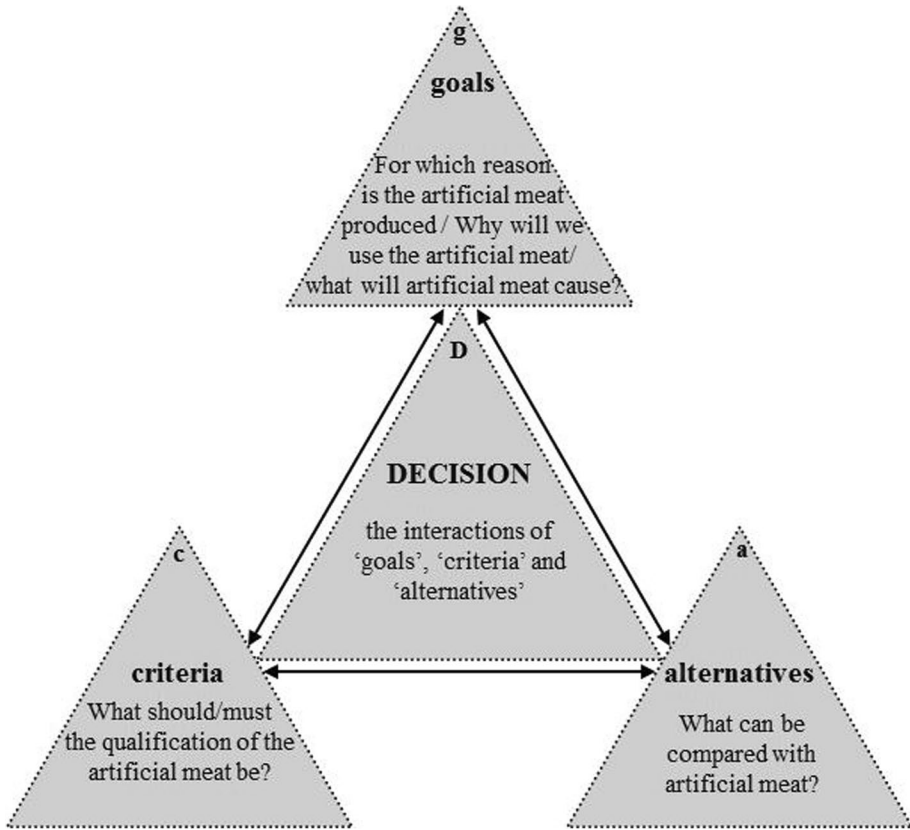 g
goals
For which reason
is the artificial meat
produced / Why will we
use the artificial meat/
what will artificial meat cause?
D
DECISION
the interactions of
‘goals’, ‘criteria’ and
‘alternatives’
c
criteria
What should/must
the qualification of the
artificial meat be?
a
alternatives
What can be
compared with
artificial meat?